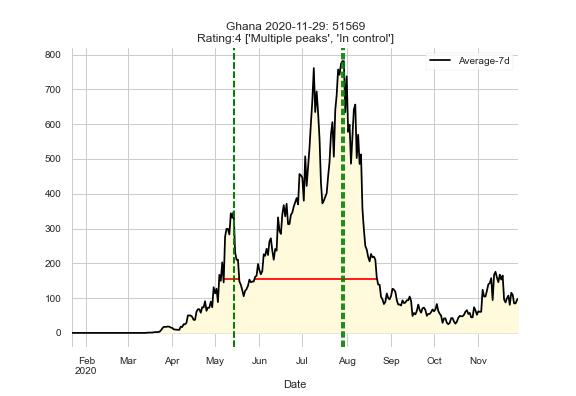 Ghana 2020-11-29: 51569
Rating:4 ['Multiple peaks', 'In control']
Average-7d
800
700
600
500
400
300
200
100
0
Feb Mar Apr May Jun Jul Aug Sep Oct Nov
2020
Date